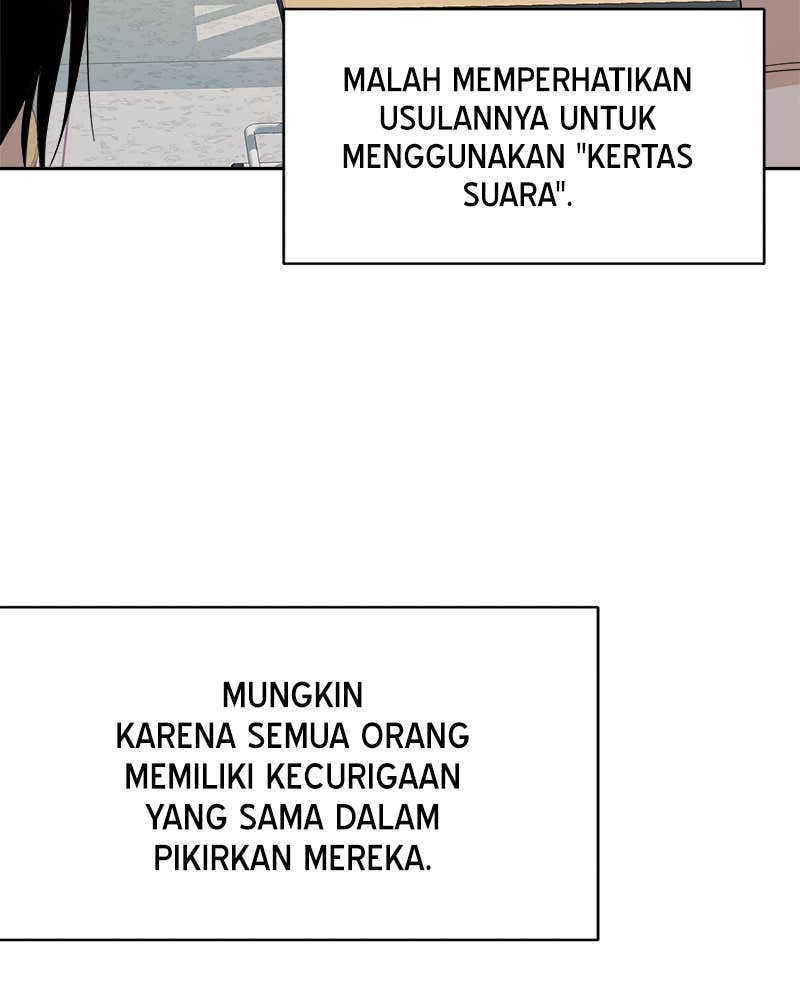 MALAH MEMPERHATIKAN
USULANNYA UNTUK
MENGGUNAKAN "KERTAS
SUARA".
MUNGKIN
KARENA SEMUA ORANG
MEMILIKI KECURIGAAN
YANG SAMA DALAM
PIKIRKAN MEREKA.